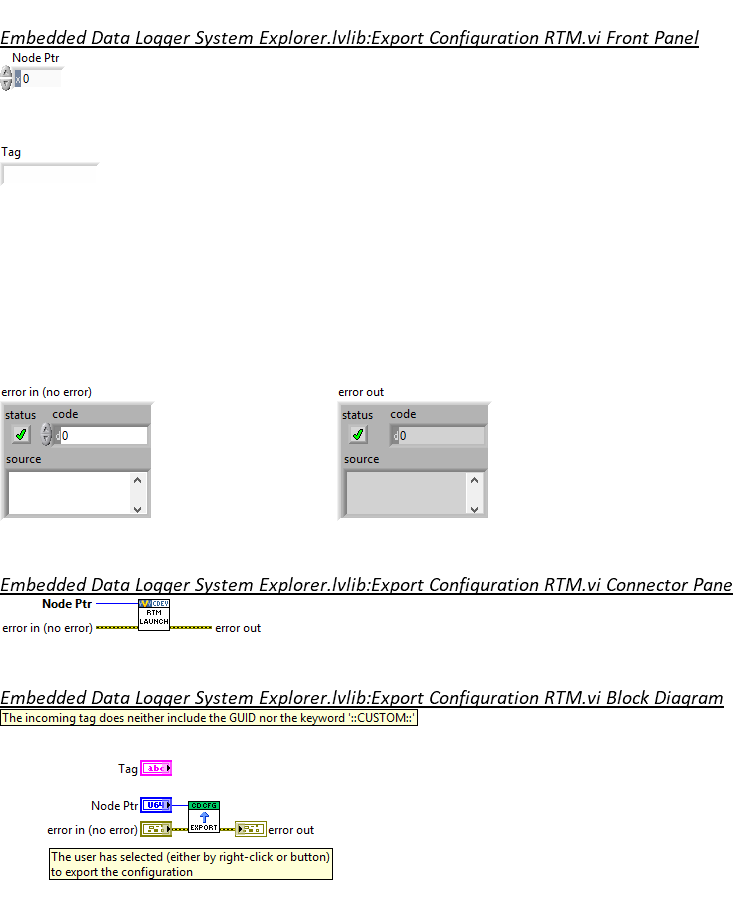 Embedded Data Logger System Explorer.lvlib:Export Configuration RTM.vi Front Panel
Node Ptr
x 0
Tag
error in (no error)
error out
status code
d 0
source
status code
d 0
source
Embedded Data Logger System Explorer.lvlib:Export Configuration RTM.vi Connector Pane
Node Ptr
CDEV
RTM
LAUNCH
error in (no error)
error out
Embedded Data Logger System Explorer.lvlib:Export Configuration RTM.vi Block Diagram
The incoming tag does neither include the GUID nor the keyword '::CUSTOM::'
Tag
abc
Node Ptr
U64
CD CFG
EXPORT
error in (no error)
error out
The user has selected (either by right-click or button)
to export the configuration